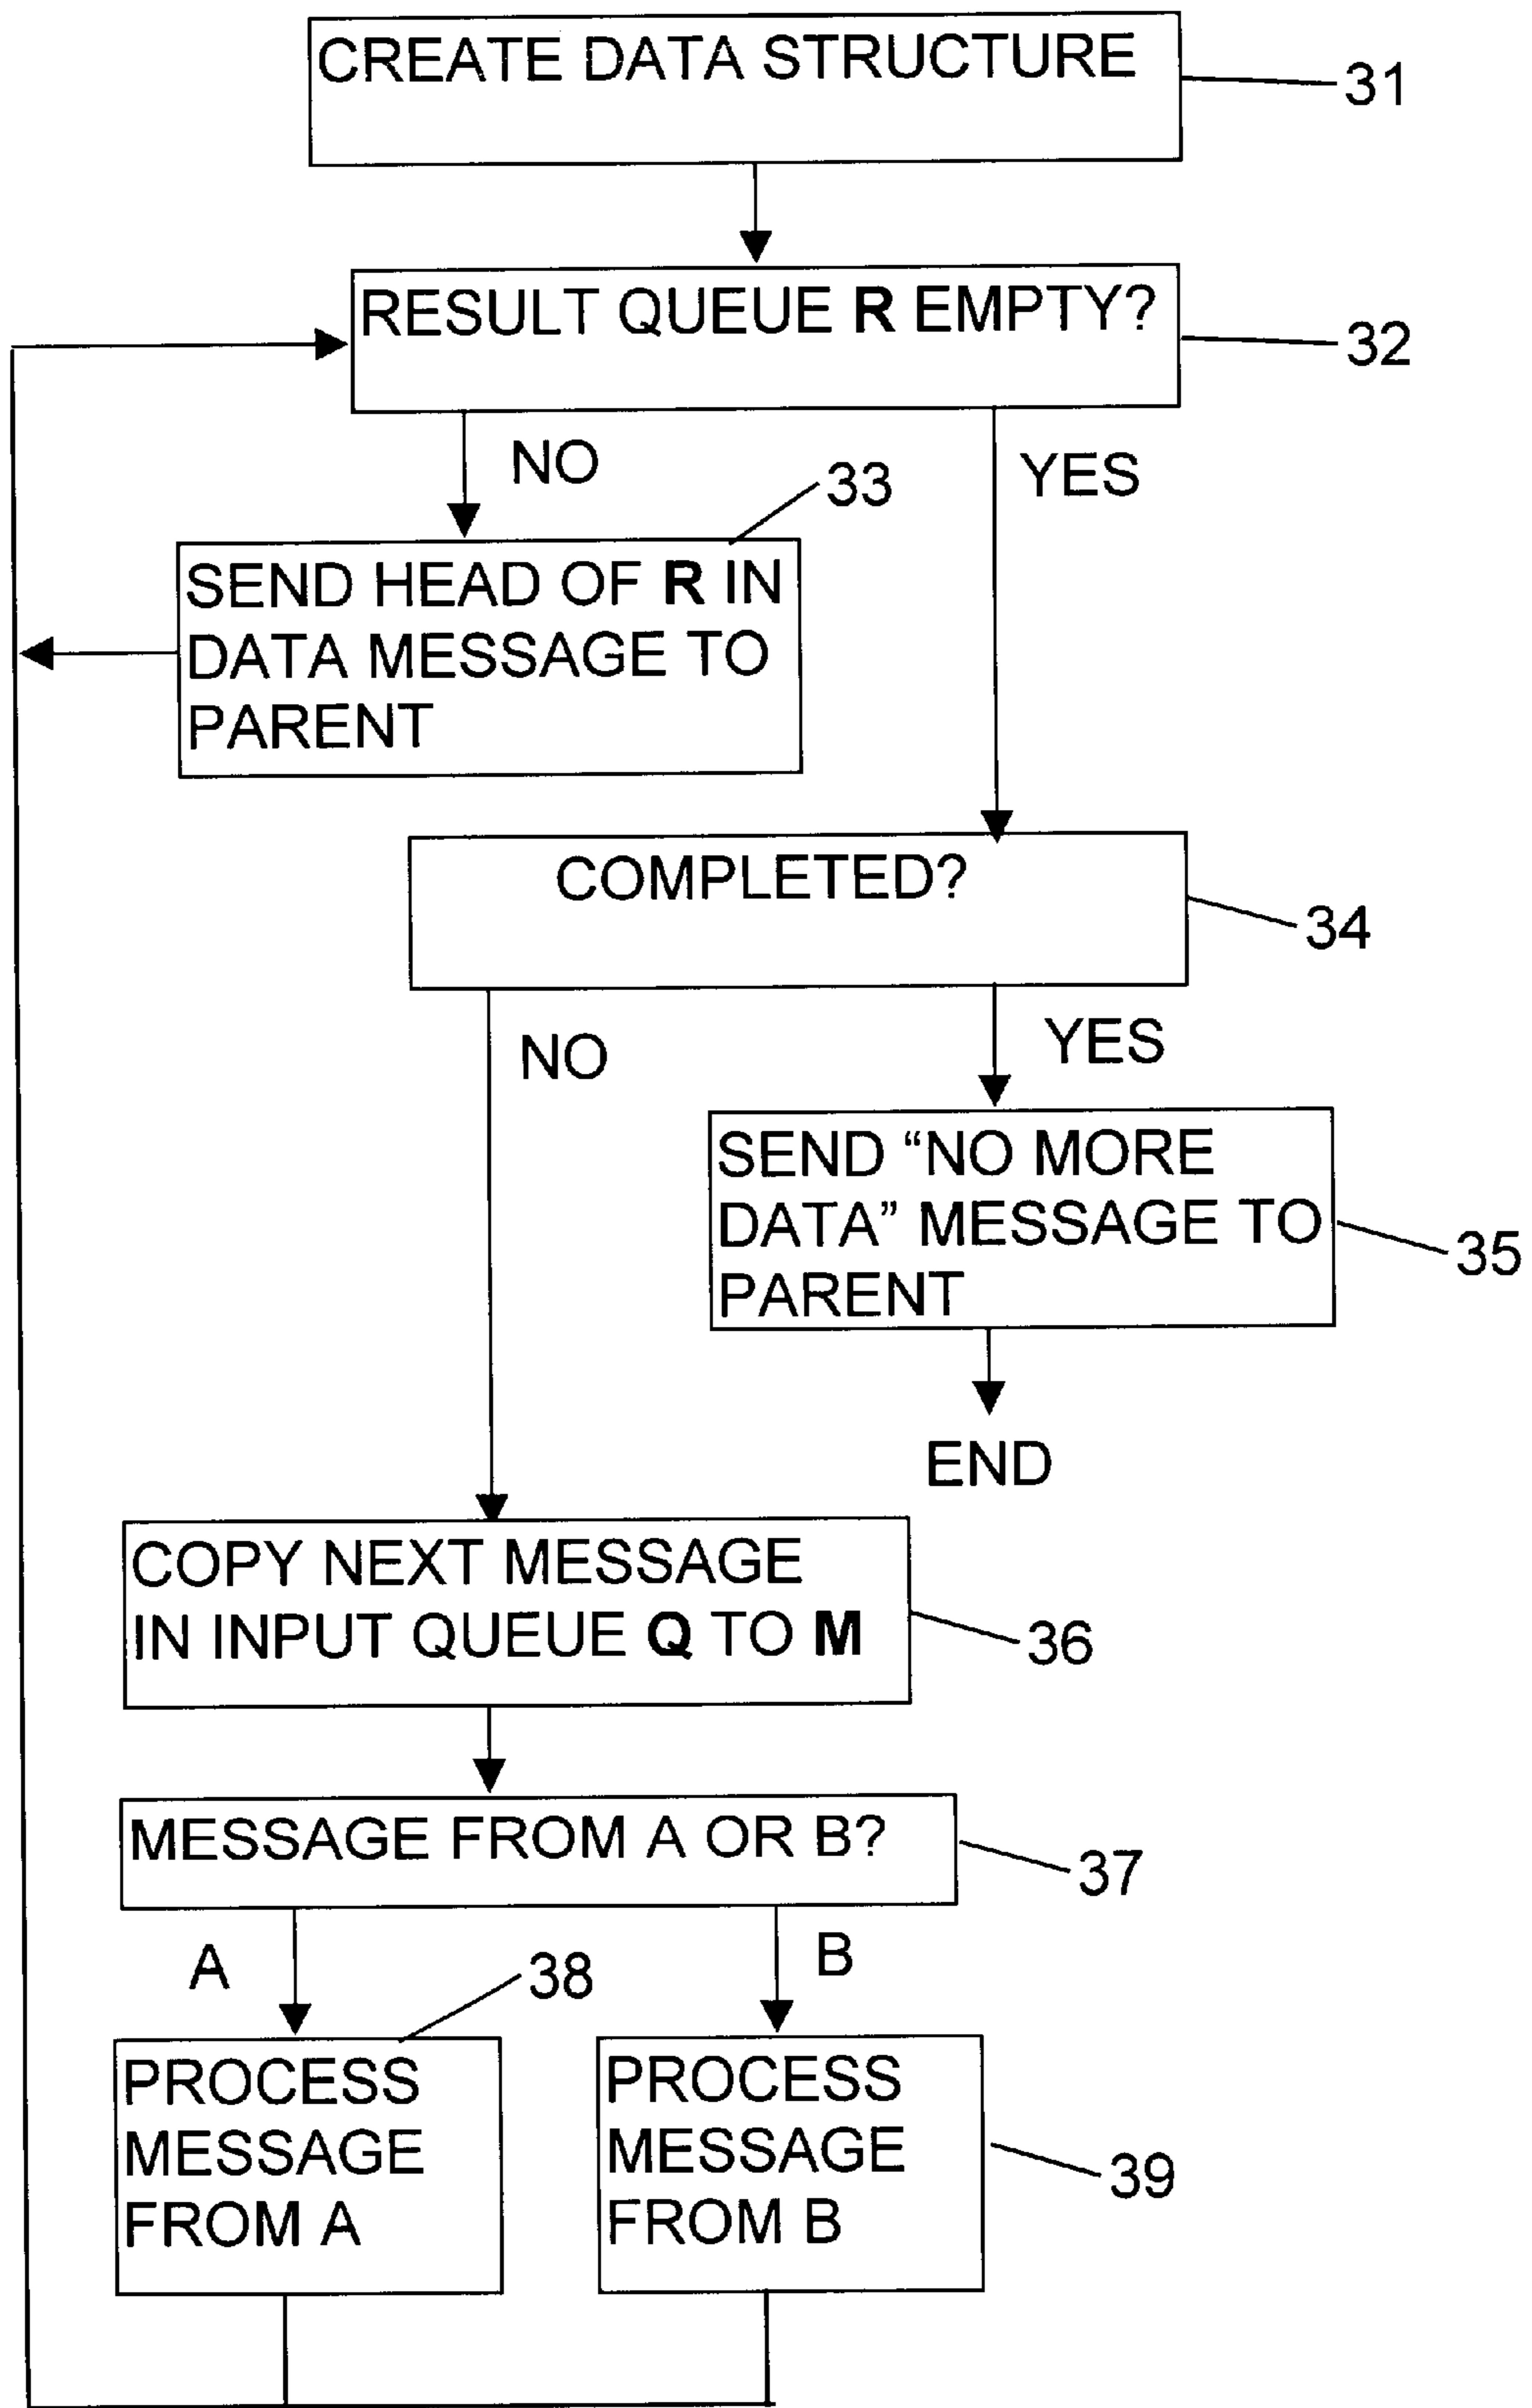 CREATE DATA STRUCTURE
31
RESULT QUEUE R EMPTY?
32
NO
YES
33
SEND HEAD OF R IN
DATA MESSAGE TO
PARENT
COMPLETED?
34
NO
YES
SEND “NO MORE
DATA” MESSAGE TO
PARENT
35
END
COPY NEXT MESSAGE
IN INPUT QUEUE Q TO M
36
MESSAGE FROM A OR B?
37
A
38
B
PROCESS
MESSAGE
FROM A
PROCESS
MESSAGE
FROM B
39